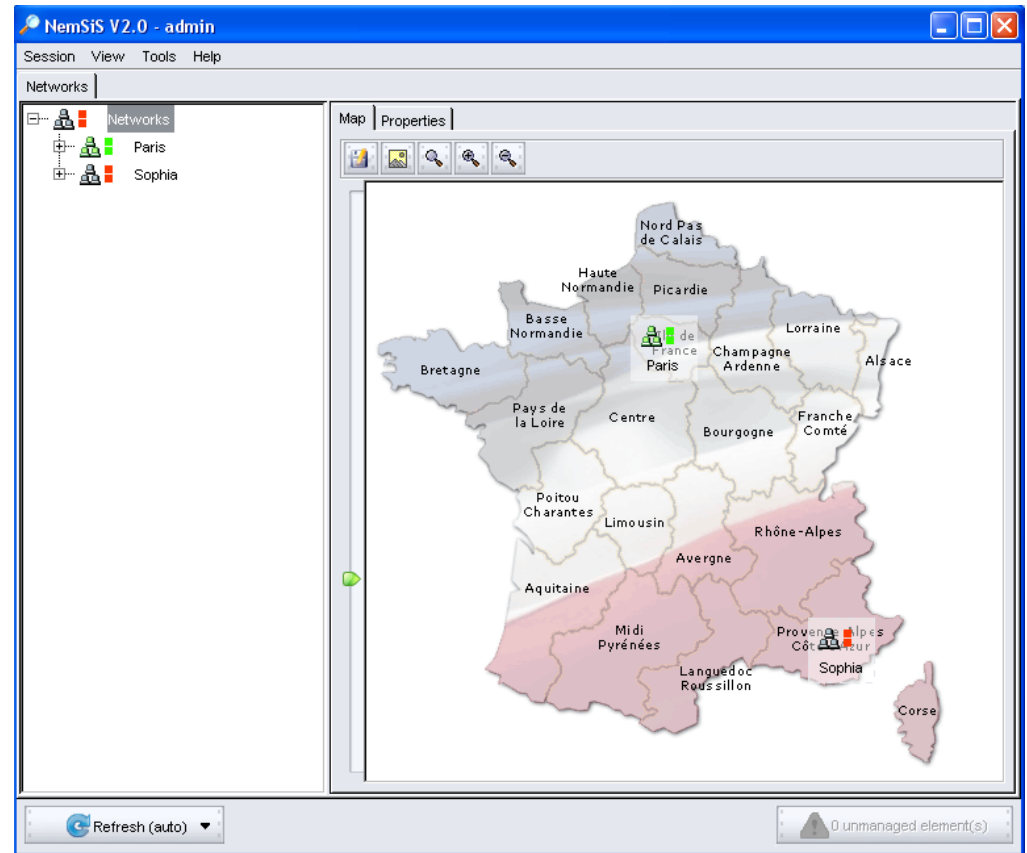 NemSiS V2.0 - admin
Session View Tools Help
Networks
Networks
Paris
Sophia
Map Properties
Nord Pas
de Calais
Haute
Normandie
Picardie
Basse
Normandie
Lorraine
Ile de
France
Paris
Champagne
Ardenne
Alsace
Bretagne
Pays de
la Loire
Centre
Bourgogne
Franche
Comté
Poitou
Charantes
Limousin
Rhône-Alpes
Avergne
Aquitaine
Midi
Pyrénées
Provence Alpes
Sophia
Languedoc
Roussillon
Corse
Refresh (auto)
0 unmanaged element(s)